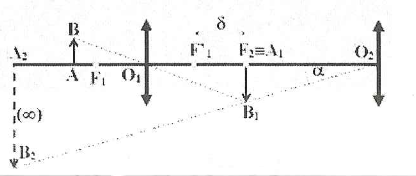 δ
B
A₂
F'₁
F₂≡A₁
O₂
A
F₁
O₁
α
(∞)
B₁
B₂